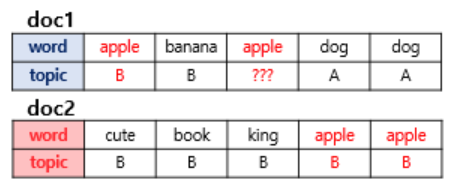 doc1
word apple banana apple dog dog
topic B B ??? A A
doc2
word cute book king apple apple
topic B B B B B